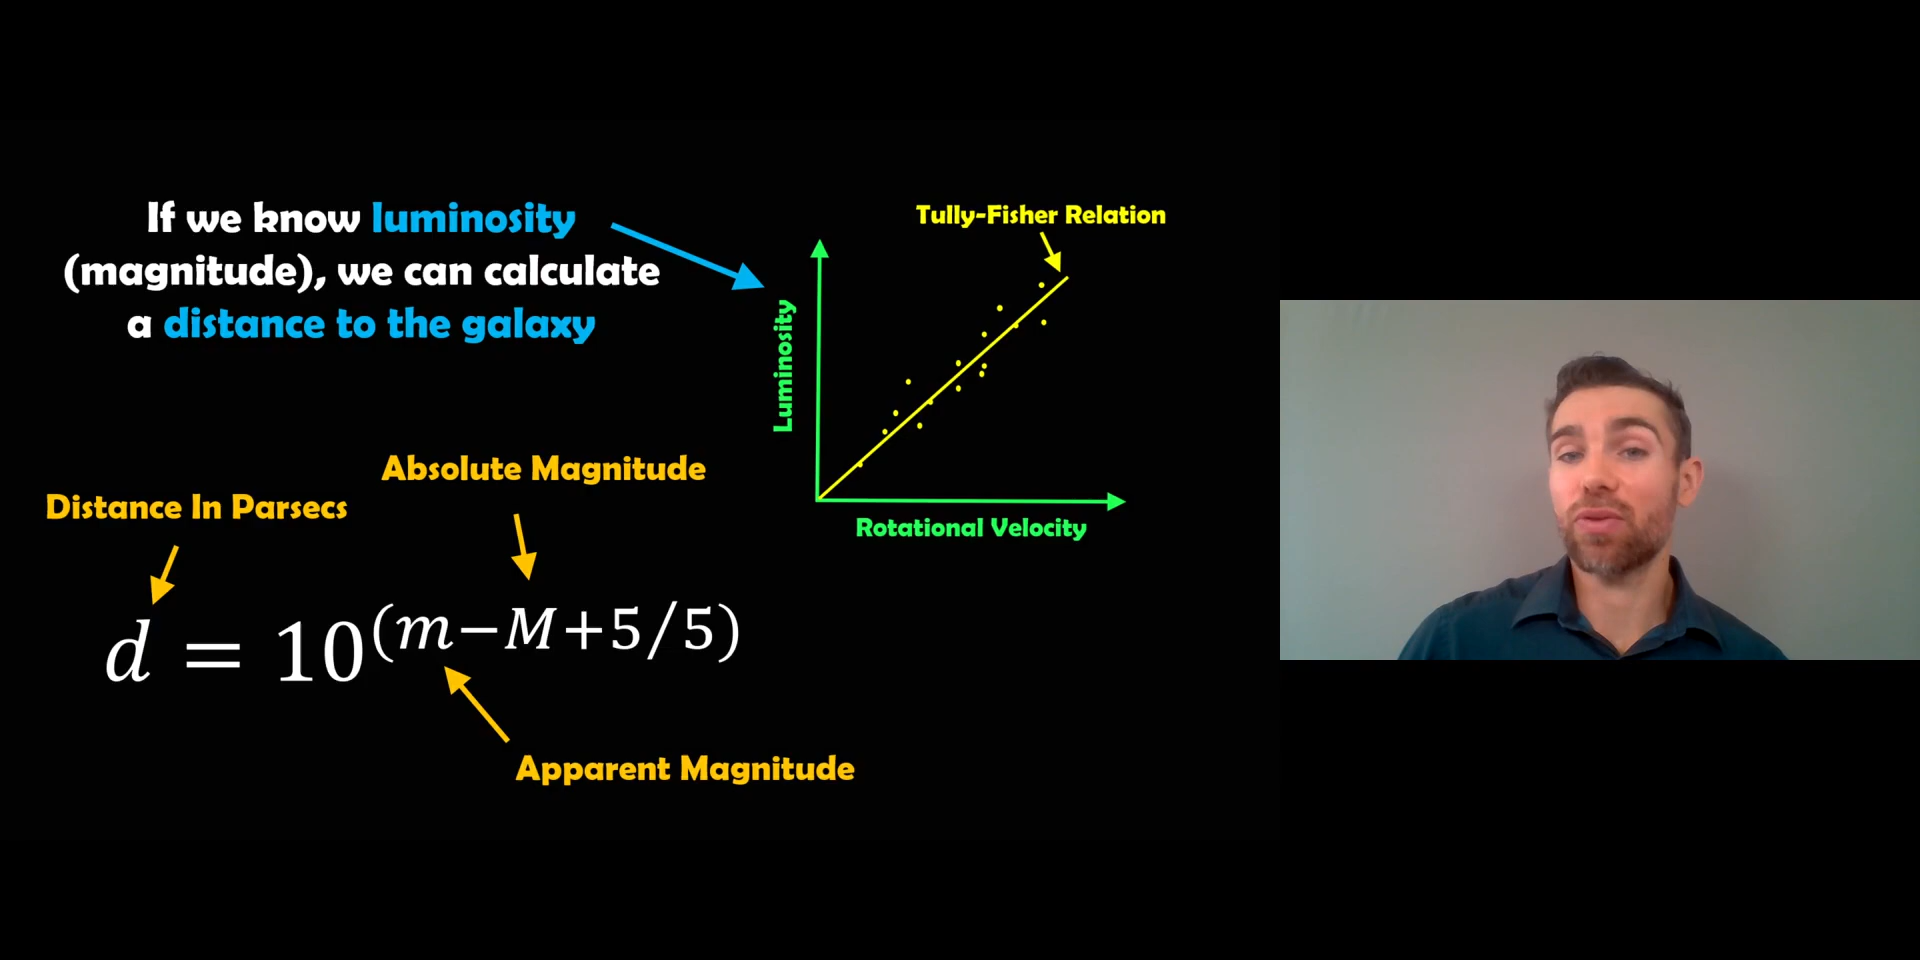 If we know luminosity
(magnitude), we can calculate
a distance to the galaxy
Tully-Fisher Relation
Luminosity
Rotational Velocity
Absolute Magnitude
Distance In Parsecs
d = 10^(m−M+5/5)
Apparent Magnitude